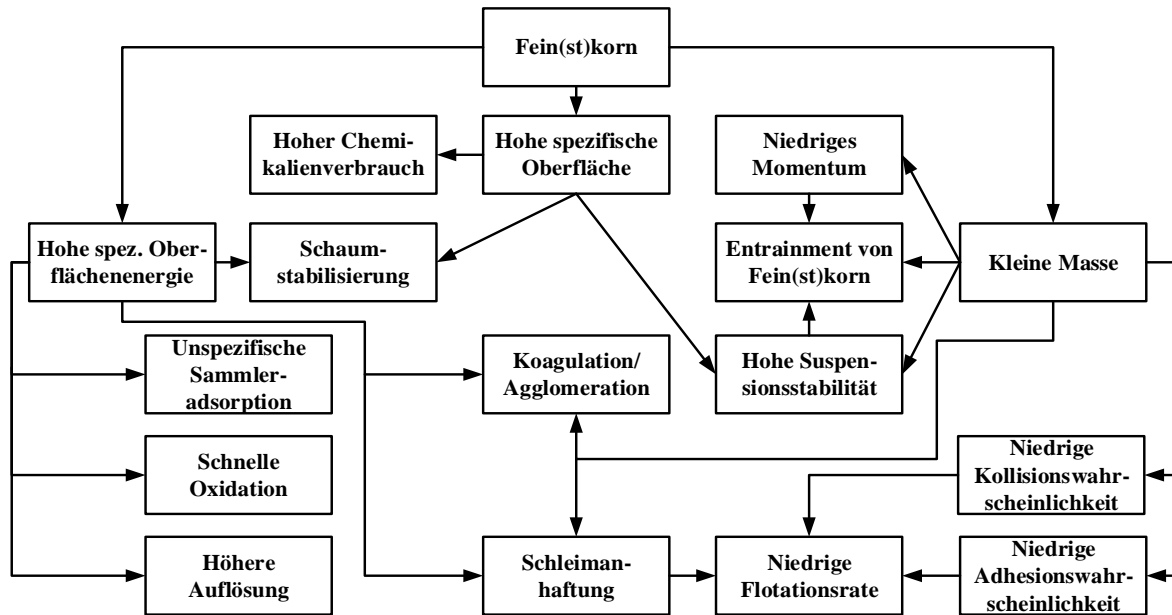 Fein(st)korn
Hoher Chemi-
kalienverbrauch
Hohe spezifische
Oberfläche
Niedriges
Momentum
Hohe spez. Ober-
flächenenergie
Schaum-
stabilisierung
Entrainment von
Fein(st)korn
Kleine Masse
Unspezifische
Sammler-
adsorption
Koagulation/
Agglomeration
Hohe Suspen-
sionsstabilität
Schnelle
Oxidation
Niedrige
Kollisionswahr-
scheinlichkeit
Höhere
Auflösung
Schleiman-
haftung
Niedrige
Flotationsrate
Niedrige
Adhesionswahr-
scheinlichkeit